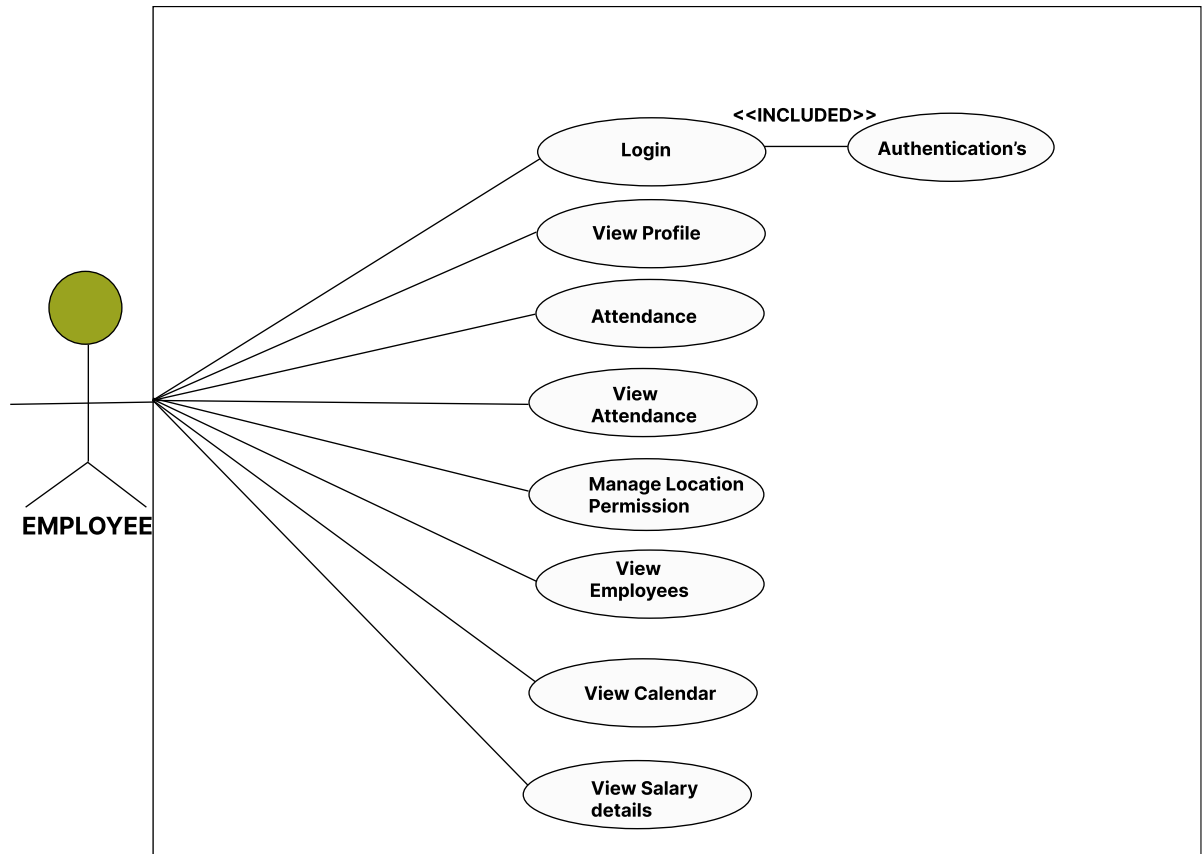 <<INCLUDED>>
Login
Authentication's
View Profile
Attendance
View
Attendance
Manage Location
Permission
EMPLOYEE
View
Employees
View Calendar
View Salary
details